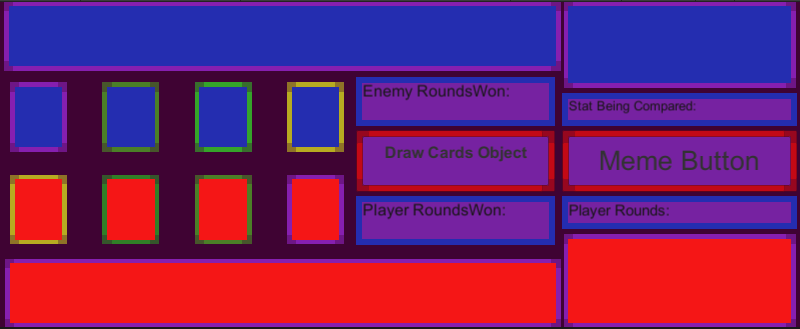 Enemy RoundsWon:
Stat Being Compared:
Draw Cards Object
Meme Button
Player RoundsWon:
Player Rounds: